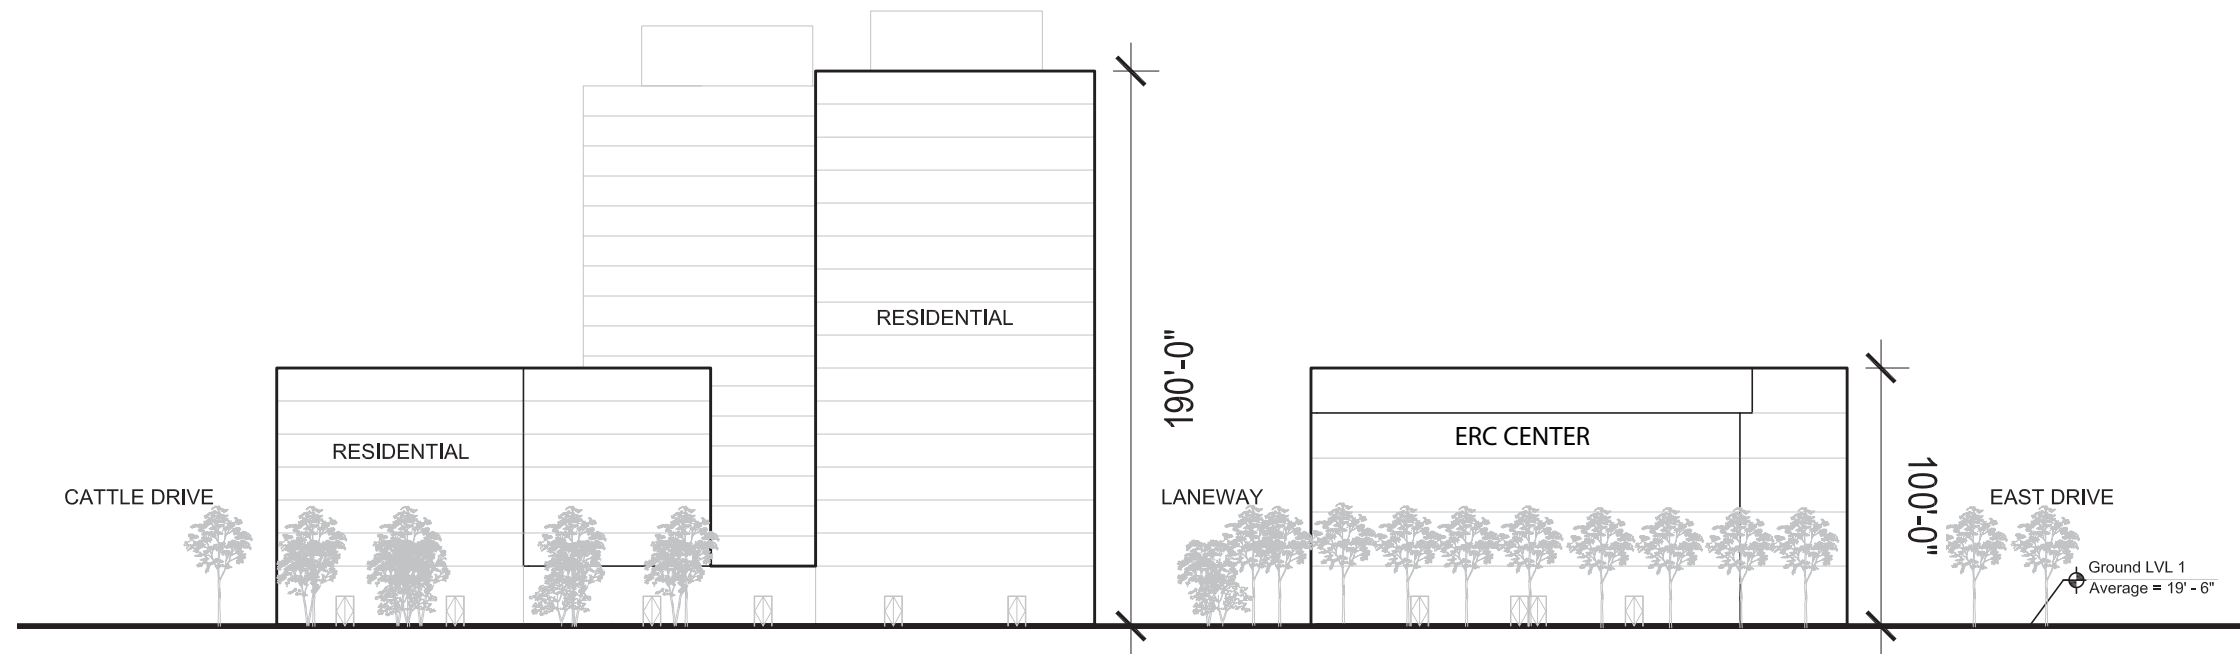 RESIDENTIAL
190'-0"
RESIDENTIAL
ERC CENTER
CATTLE DRIVE
LANEWAY
100'-0"
EAST DRIVE
Ground LVL 1
Average = 19' - 6"